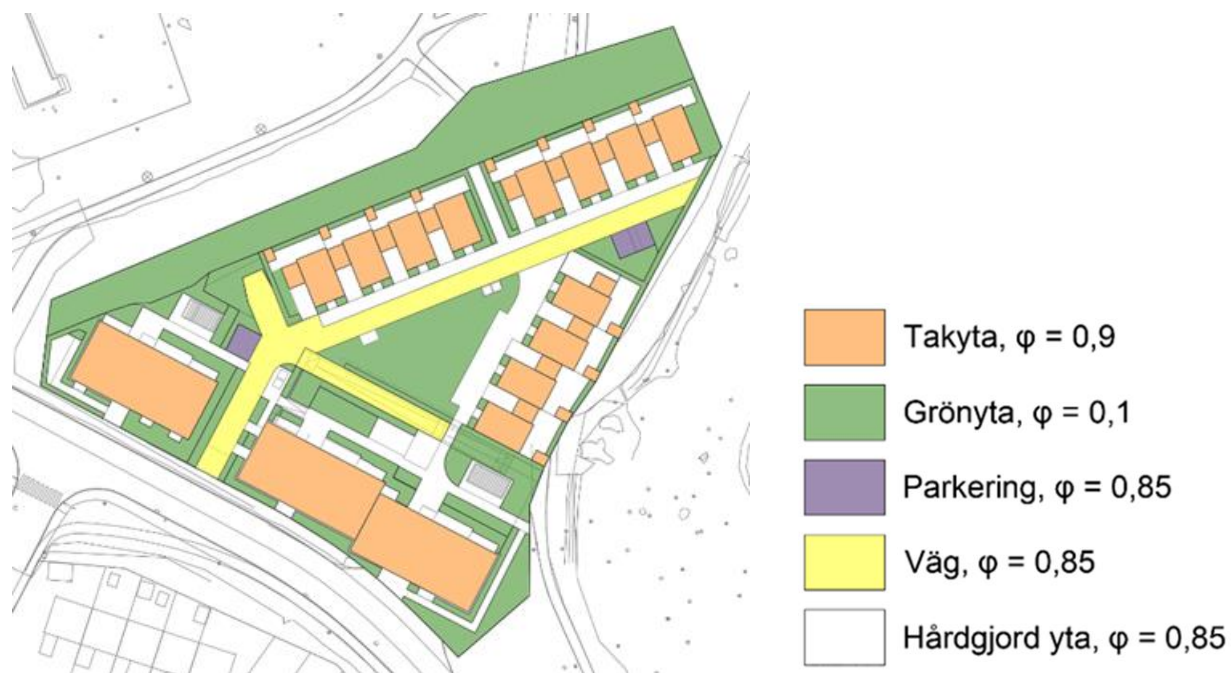 Takyta, φ = 0,9
Grönyta, φ = 0,1
Parkering, φ = 0,85
Väg, φ = 0,85
Hårdgjord yta, φ = 0,85